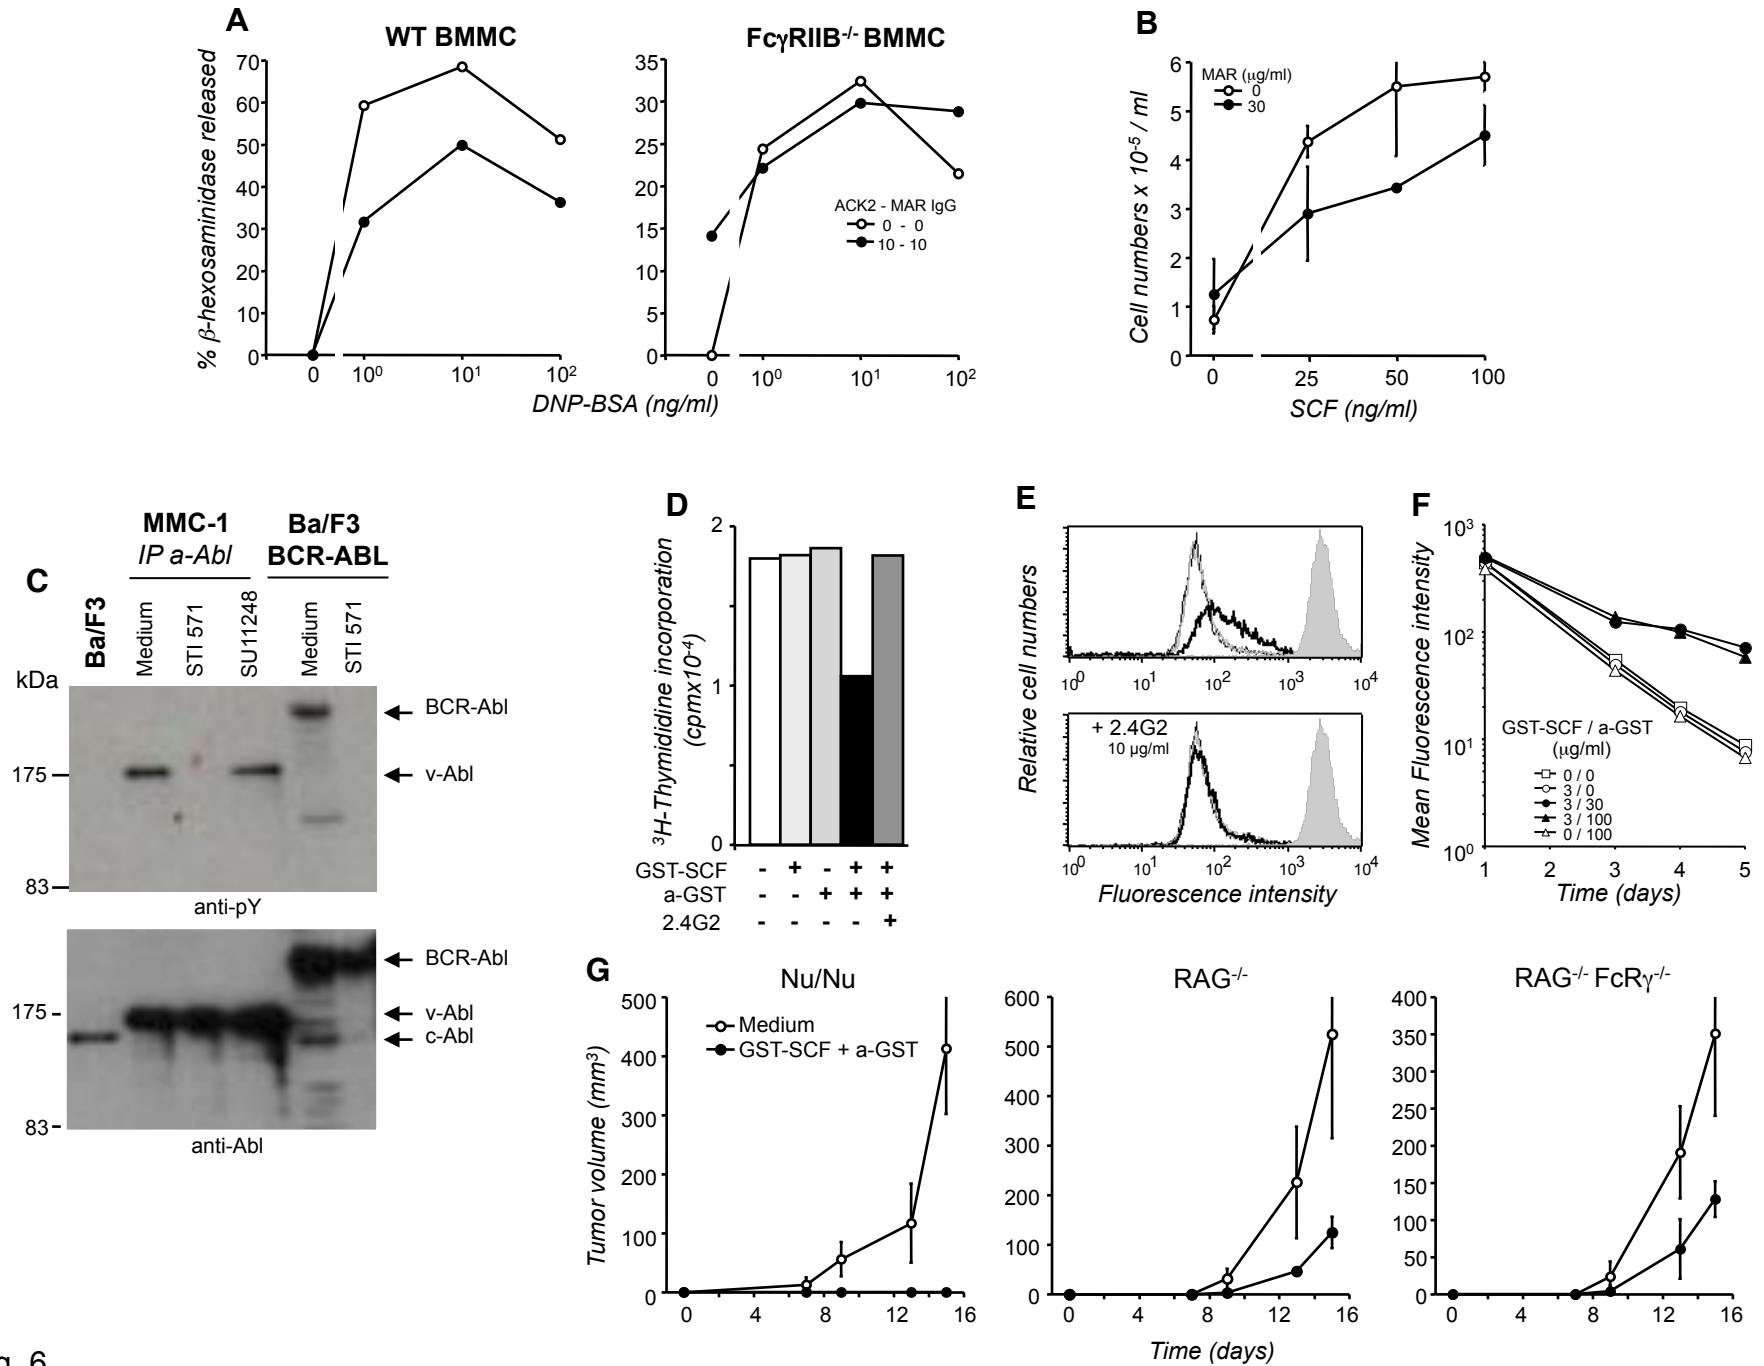 A
WT BMMC
FcγRIIB-/- BMMC
% β-hexosaminidase released
70
60
50
40
30
20
10
0
0 10⁰ 10¹ 10²
35
30
25
20
15
10
5
0
ACK2 - MAR IgG
0 - 0
10 - 10
0 10⁰ 10¹ 10²
DNP-BSA (ng/ml)
B
Cell numbers x 10⁻⁵ / ml
MAR (μg/ml)
0
30
6
5
4
3
2
1
0
0 25 50 100
SCF (ng/ml)
C
MMC-1
IP a-Abl
Ba/F3
BCR-ABL
Ba/F3
Medium
STI 571
SU11248
Medium
STI 571
kDa
BCR-Abl
175
v-Abl
83
anti-pY
BCR-Abl
175
v-Abl
c-Abl
83
anti-Abl
D
³H-Thymidine incorporation
(cpmx10⁻⁴)
2
1
0
GST-SCF - + - + +
a-GST - - + + +
2.4G2 - - - - +
E
Relative cell numbers
10⁰ 10¹ 10² 10³ 10⁴
+ 2.4G2
10 μg/ml
10⁰ 10¹ 10² 10³ 10⁴
Fluorescence intensity
F
Mean Fluorescence intensity
10³
10²
10¹
10⁰
GST-SCF / a-GST
(μg/ml)
0 / 0
3 / 0
3 / 30
3 / 100
0 / 100
1 2 3 4 5
Time (days)
G
Nu/Nu
Tumor volume (mm³)
500
400
300
200
100
0
Medium
GST-SCF + a-GST
0 4 8 12 16
RAG-/-
600
500
400
300
200
100
0
0 4 8 12 16
RAG-/- FcRγ-/-
400
350
300
250
200
150
100
50
0
0 4 8 12 16
Time (days)